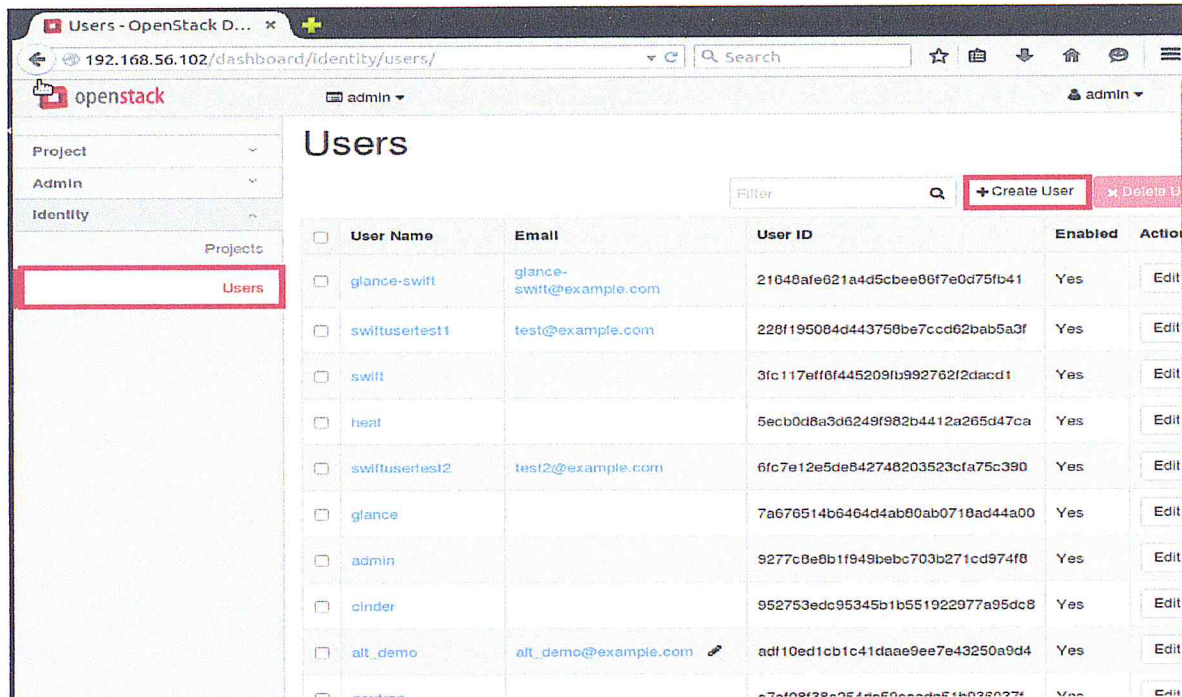 Users - OpenStack D... ×
192.168.56.102/dashboard/identity/users/
Search
openstack
admin
admin
Project
Admin
Identity
Projects
Users
Users
Filter
+Create User
× Delete U
User Name Email User ID Enabled Action
glance-swift glance-swift@example.com 21648afe621a4d5cbee86f7e0d75fb41 Yes Edit
swiftusertest1 test@example.com 228f195084d443758be7ccd62bab5a3f Yes Edit
swift 3fc117eff6f445209fb992762f2dacd1 Yes Edit
heat 5ecb0d8a3d6249f982b4412a265d47ca Yes Edit
swiftusertest2 test2@example.com 6fc7e12e5de842748203523cfa75c390 Yes Edit
glance 7a676514b6464d4ab80ab0718ad44a00 Yes Edit
admin 9277c8e8b1f949bebc703b271cd974f8 Yes Edit
cinder 952753edc95345b1b551922977a95dc8 Yes Edit
alt_demo alt_demo@example.com adf10ed1cb1c41daae9ee7e43250a9d4 Yes Edit
Yes Edit